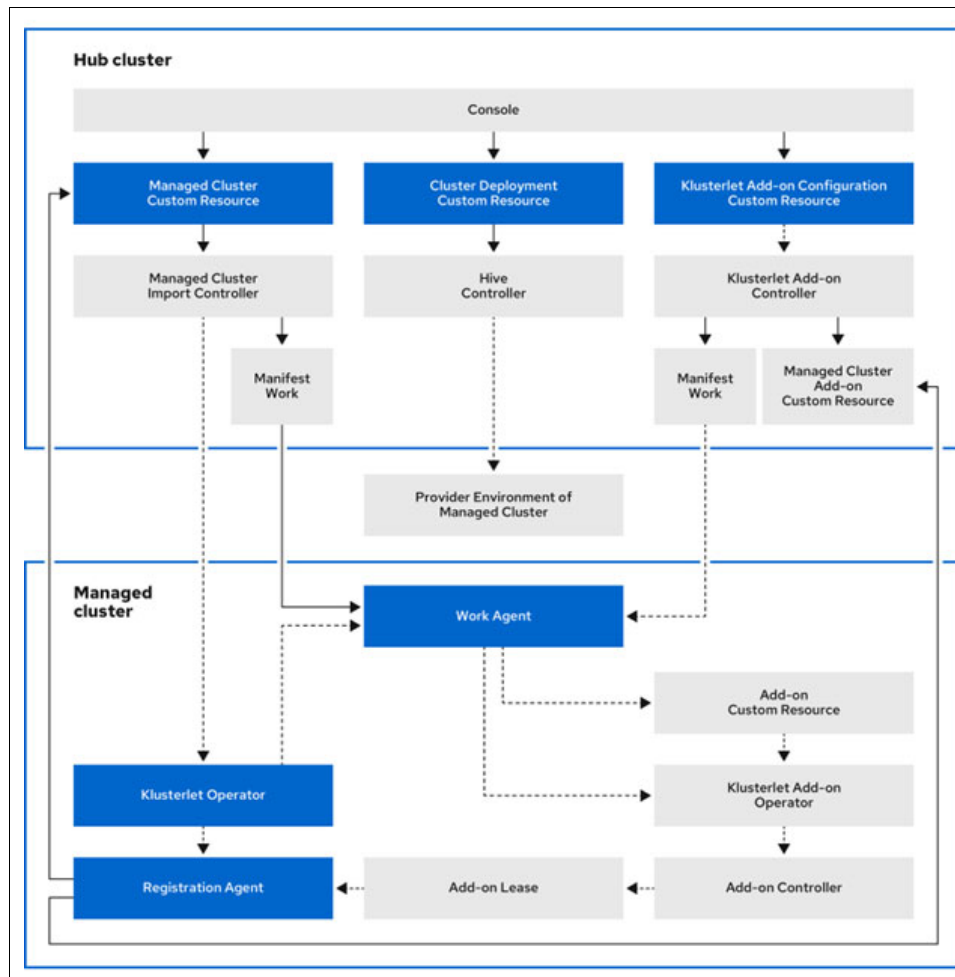 Hub cluster
Console
Managed Cluster
Custom Resource
Cluster Deployment
Custom Resource
Klusterlet Add-on Configuration
Custom Resource
Managed Cluster
Import Controller
Hive
Controller
Klusterlet Add-on
Controller
Manifest
Work
Manifest
Work
Managed Cluster
Add-on
Custom Resource
Provider Environment of
Managed Cluster
Managed
cluster
Work Agent
Add-on
Custom Resource
Klusterlet Operator
Klusterlet Add-on
Operator
Registration Agent
Add-on Lease
Add-on Controller